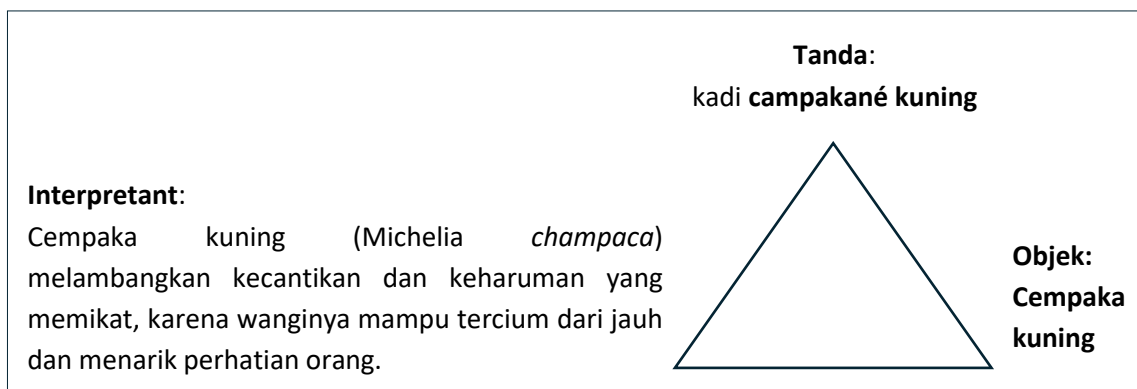 Tanda:
kadi campakané kuning
Interpretant:
Cempaka kuning (Michelia champaca)
melambangkan kecantikan dan keharuman yang
memikat, karena wanginya mampu tercium dari jauh
dan menarik perhatian orang.
Objek:
Cempaka
kuning